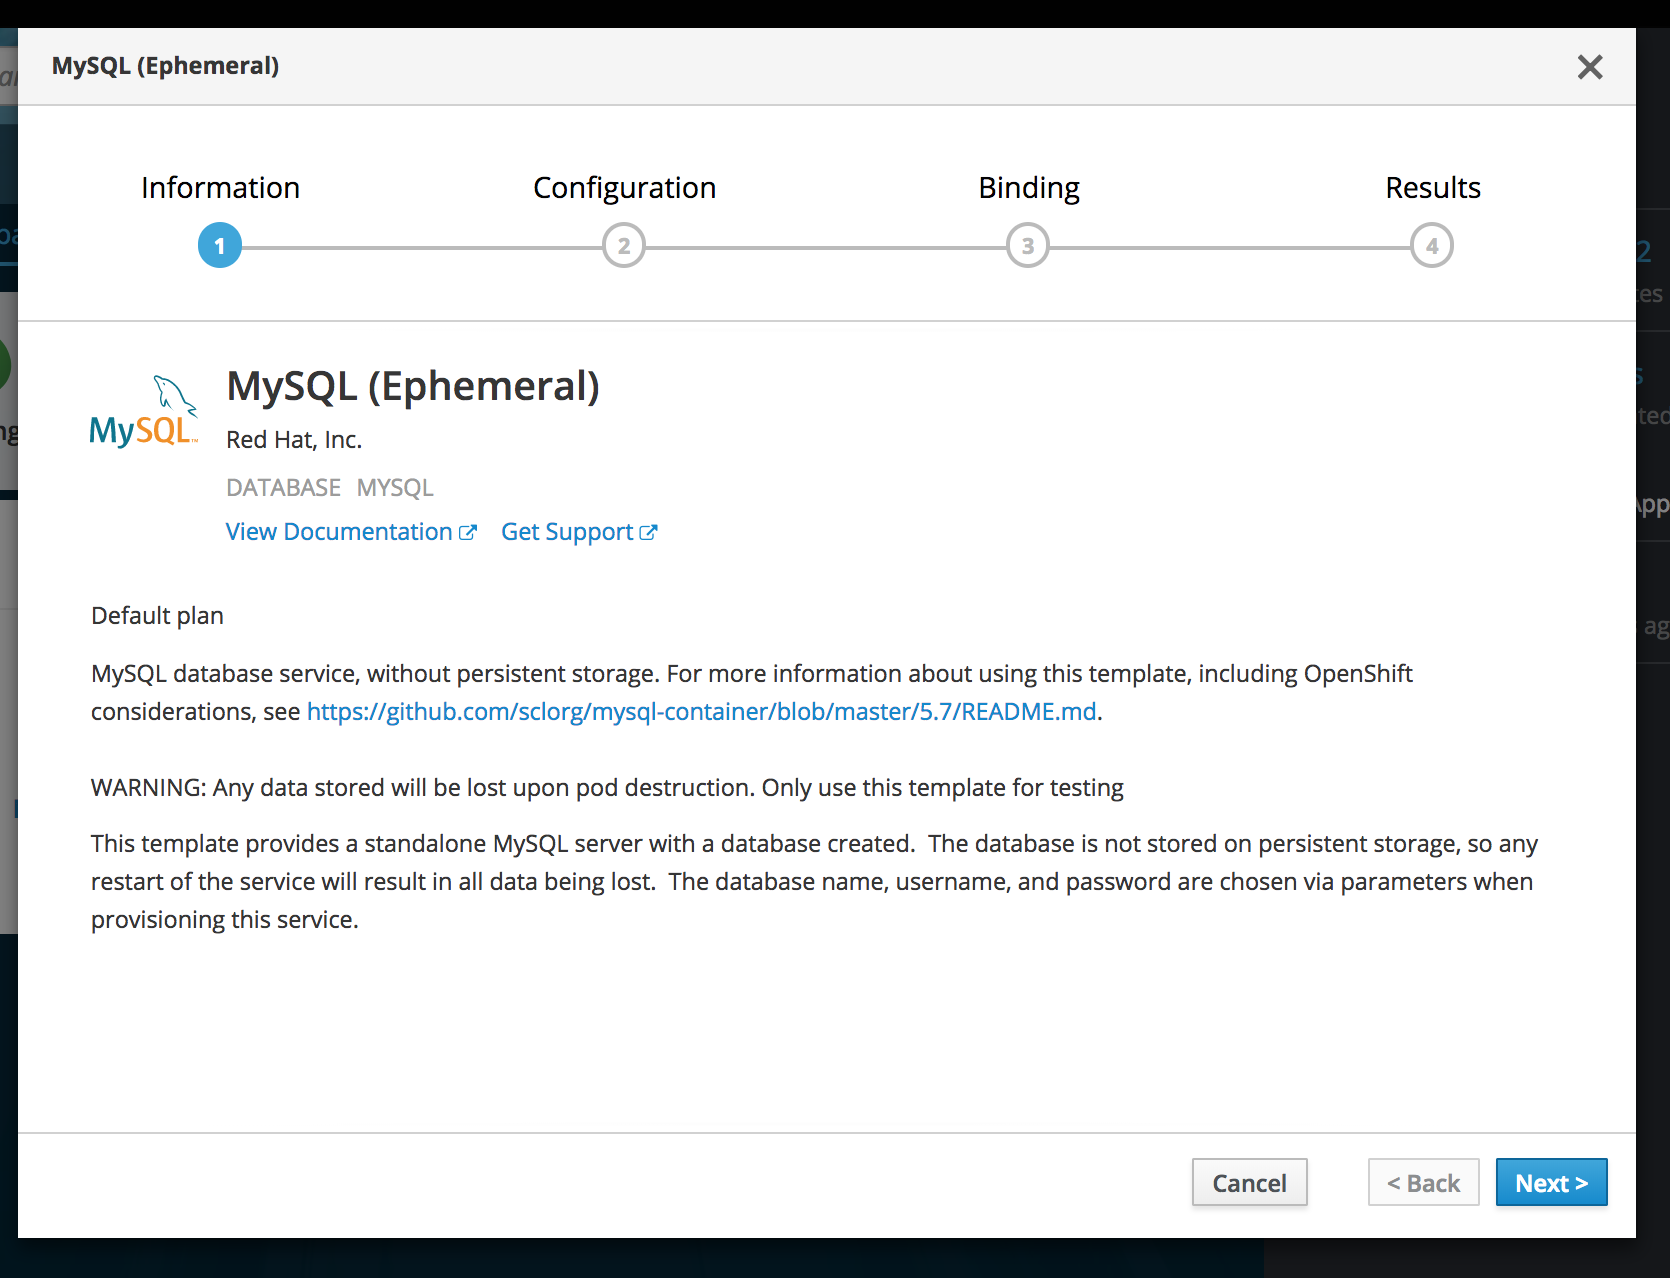 MySQL (Ephemeral)
Information Configuration Binding Results
1 2 3 4
MySQL™
MySQL (Ephemeral)
Red Hat, Inc.
DATABASE MYSQL
View Documentation Get Support
Default plan
MySQL database service, without persistent storage. For more information about using this template, including OpenShift
considerations, see https://github.com/sclorg/mysql-container/blob/master/5.7/README.md.
WARNING: Any data stored will be lost upon pod destruction. Only use this template for testing
This template provides a standalone MySQL server with a database created.  The database is not stored on persistent storage, so any
restart of the service will result in all data being lost.  The database name, username, and password are chosen via parameters when
provisioning this service.
Cancel < Back Next >